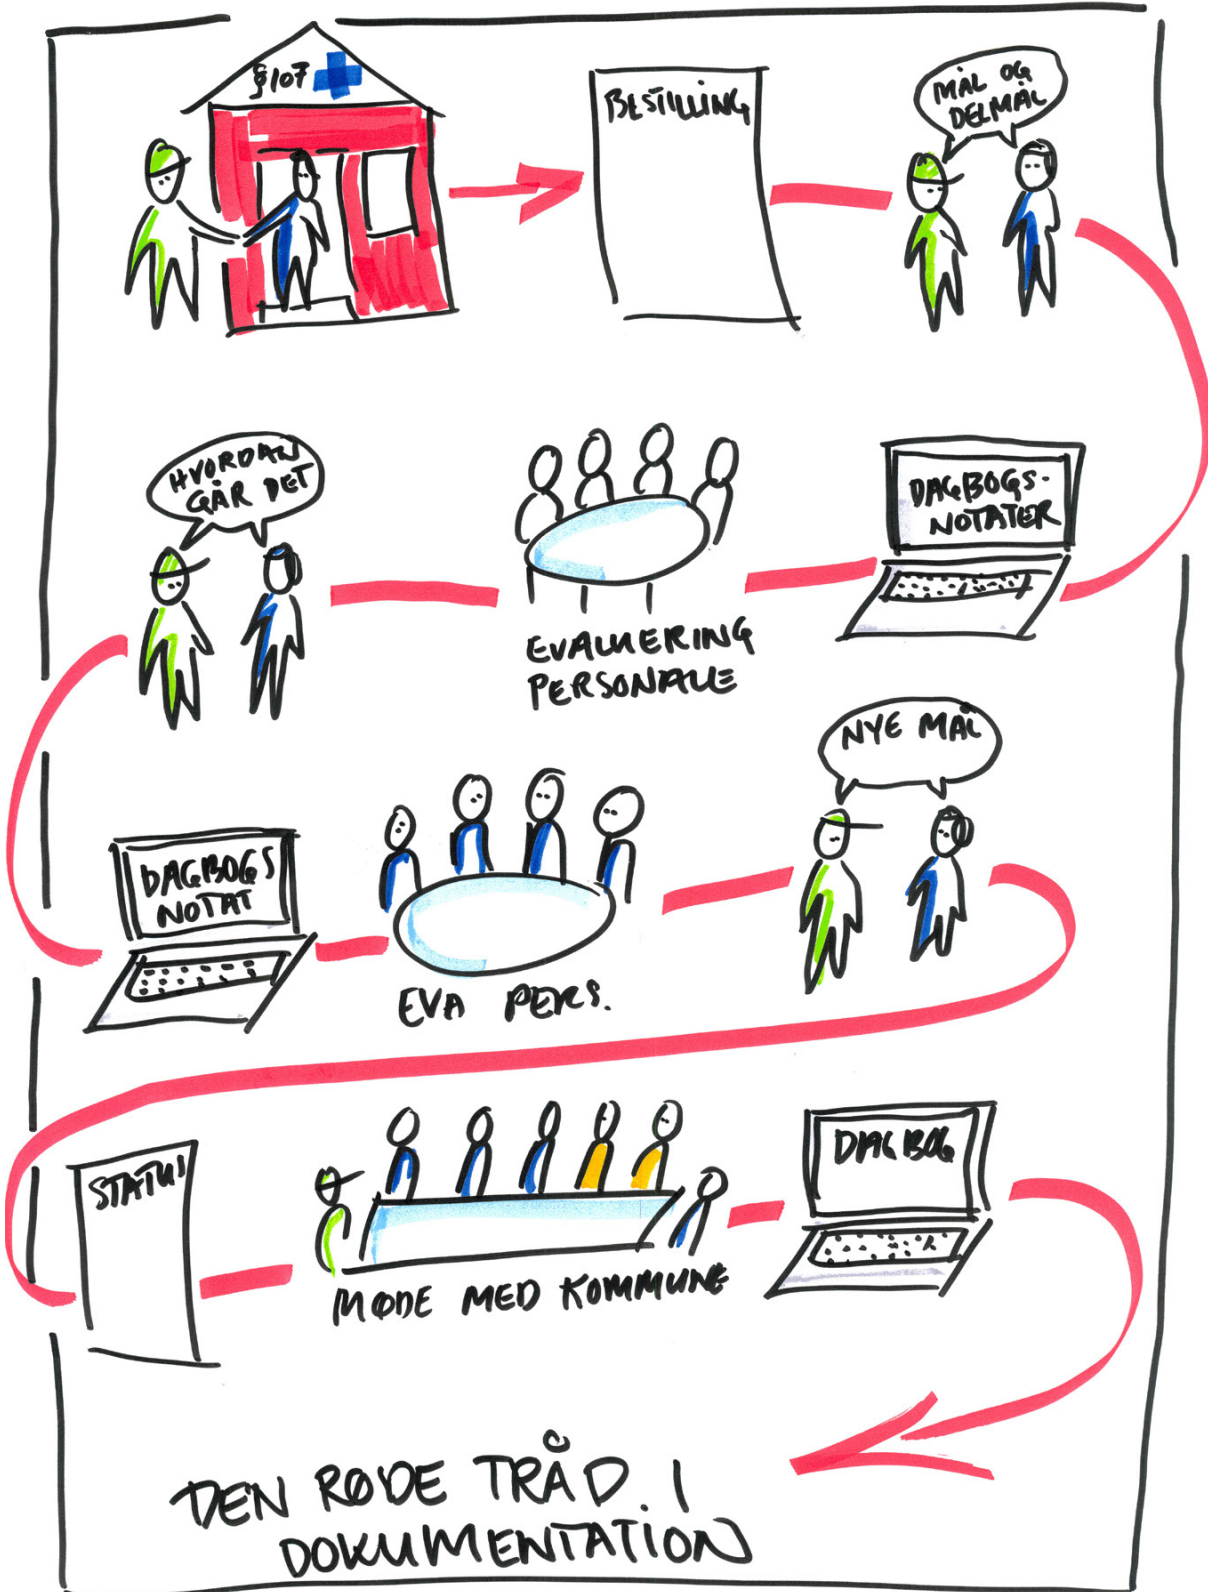 §107
BESTILLING
MÅL OG
DELMÅL
HVORDAN
GÅR DET
DAGBOGS-
NOTATER
EVALUERING
PERSONALE
NYE MÅL
DAGBOGS
NOTAT
EVA PERS.
STATUS
MØDE MED KOMMUNE
DAGBOG
DEN RØDE TRÅD I
DOKUMENTATION